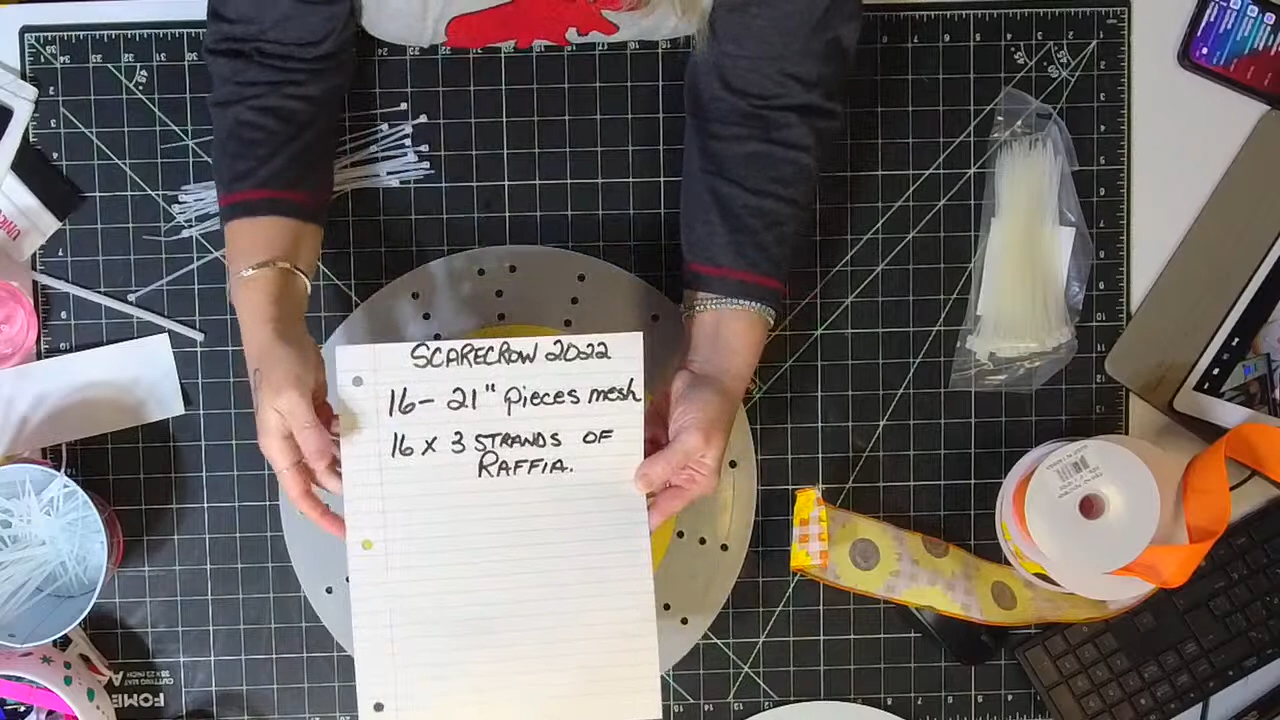 SCARECROW 2022
16- 21" pieces mesh
16 x 3 STRANDS OF
RAFFIA.